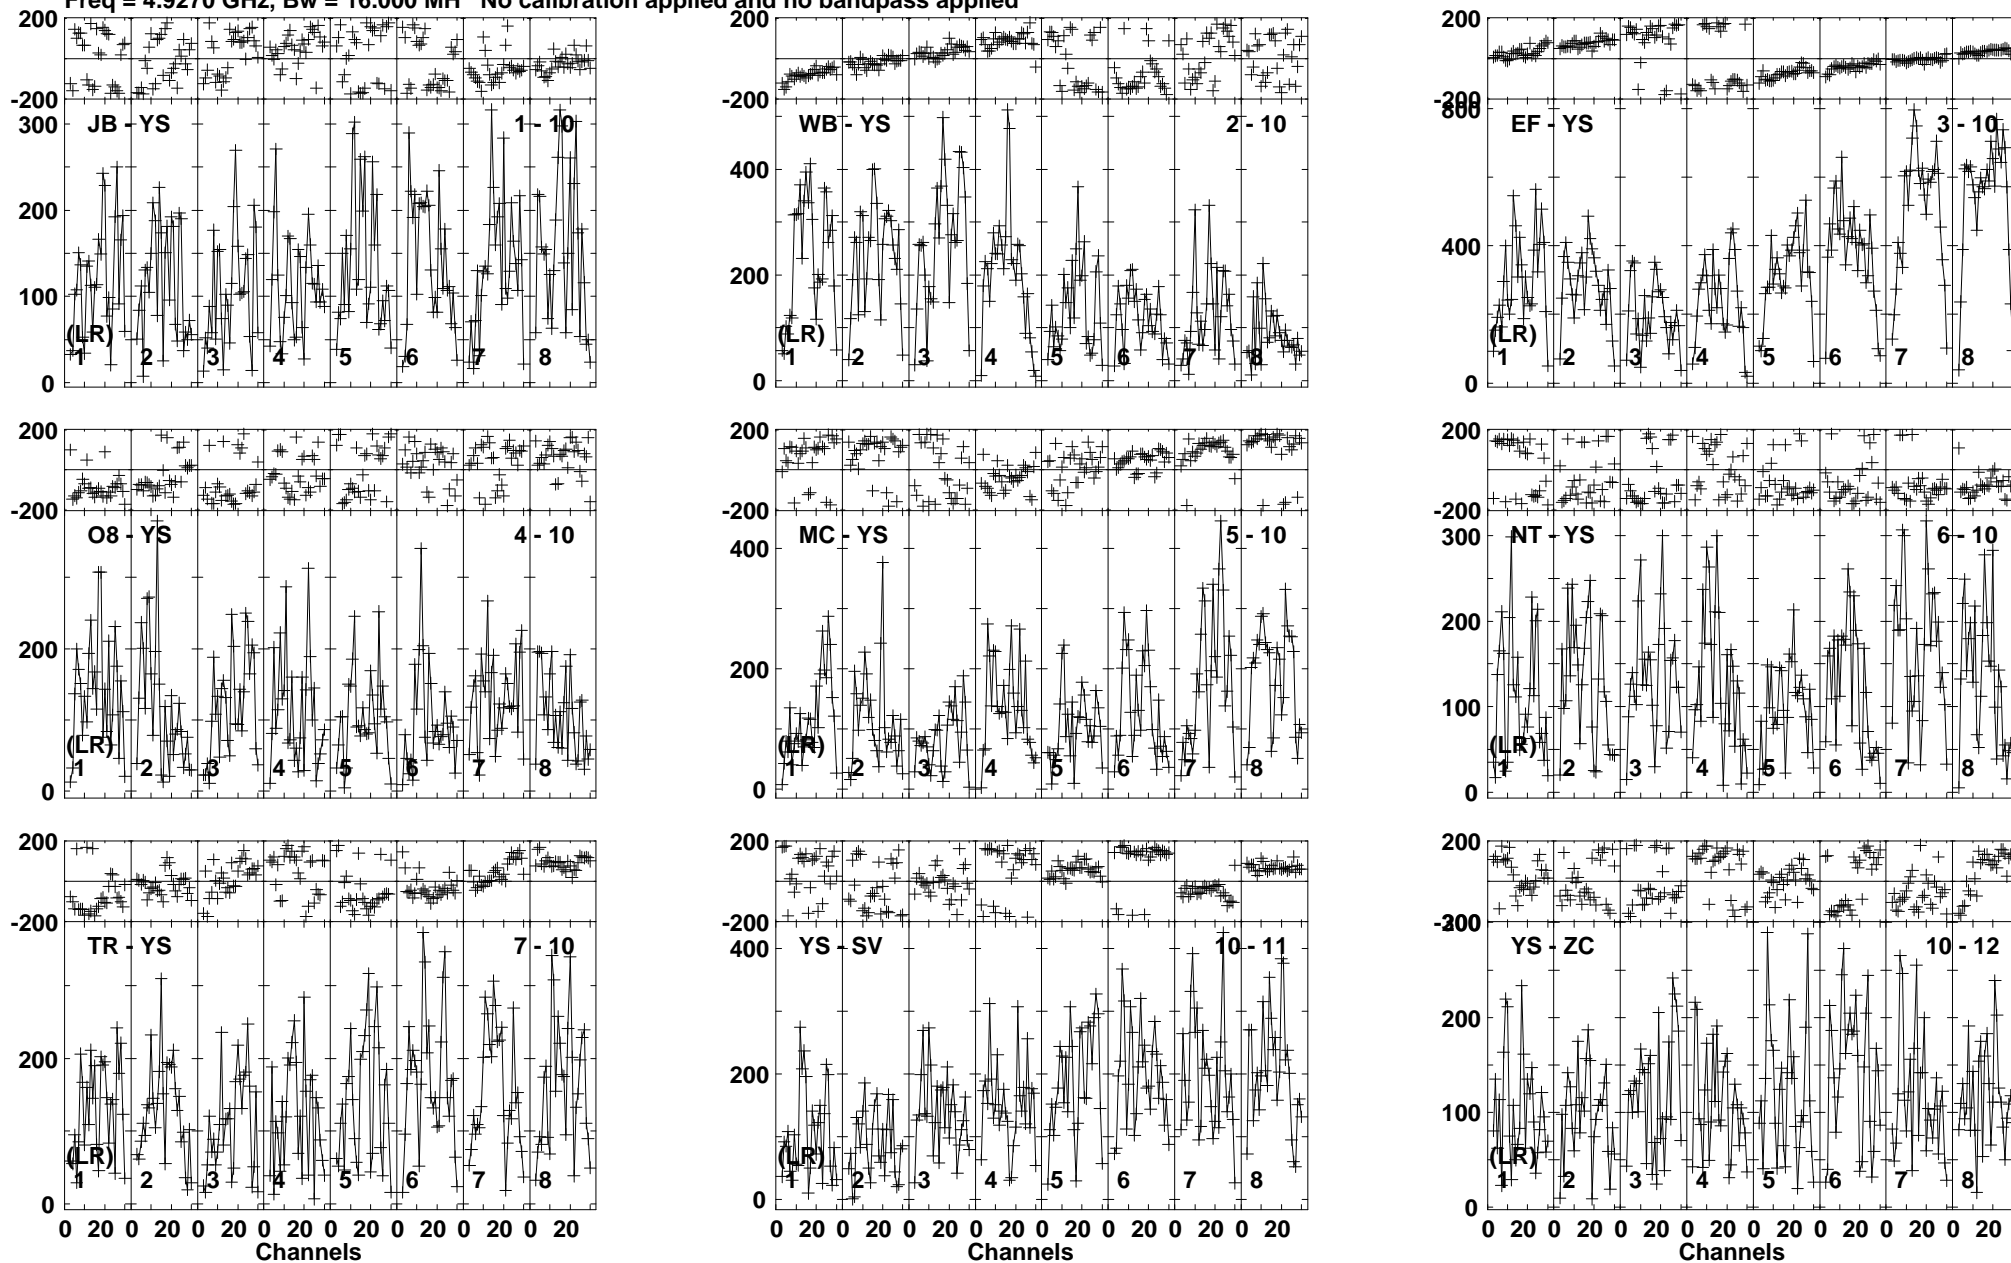 Freq = 4.9270 GHz, Bw = 16.000 MH No calibration applied and no bandpass applied
200 200 200
-200 -200 -200
JB - YS 1 - 10 WB - YS 2 - 10 EF - YS 3 - 10
300 800
400 400
200 200
100
(LR) (LR) (LR)
1 2 3 4 5 6 7 8 1 2 3 4 5 6 7 8 1 2 3 4 5 6 7 8
0 0 0
200 200 200
-200 -200 -200
O8 - YS 4 - 10 MC - YS 5 - 10 NT - YS 6 - 10
400 300
200 200 200
100
(LR) (LR) (LR)
1 2 3 4 5 6 7 8 1 2 3 4 5 6 7 8 1 2 3 4 5 6 7 8
0 0 0
200 200 200
-200 -200 -200
300
TR - YS 7 - 10 YS - SV 10 - 11 YS - ZC 10 - 12
400
200 200 200
100
(LR) (LR) (LR)
1 2 3 4 5 6 7 8 1 2 3 4 5 6 7 8 1 2 3 4 5 6 7 8
0 0 0
0 20 0 20 0 20 0 20 0 20 0 20 0 20 0 20 0 20 0 20 0 20 0 20 0 20 0 20 0 20 0 20 0 20 0 20 0 20 0 20 0 20 0 20 0 20 0 20
Channels Channels